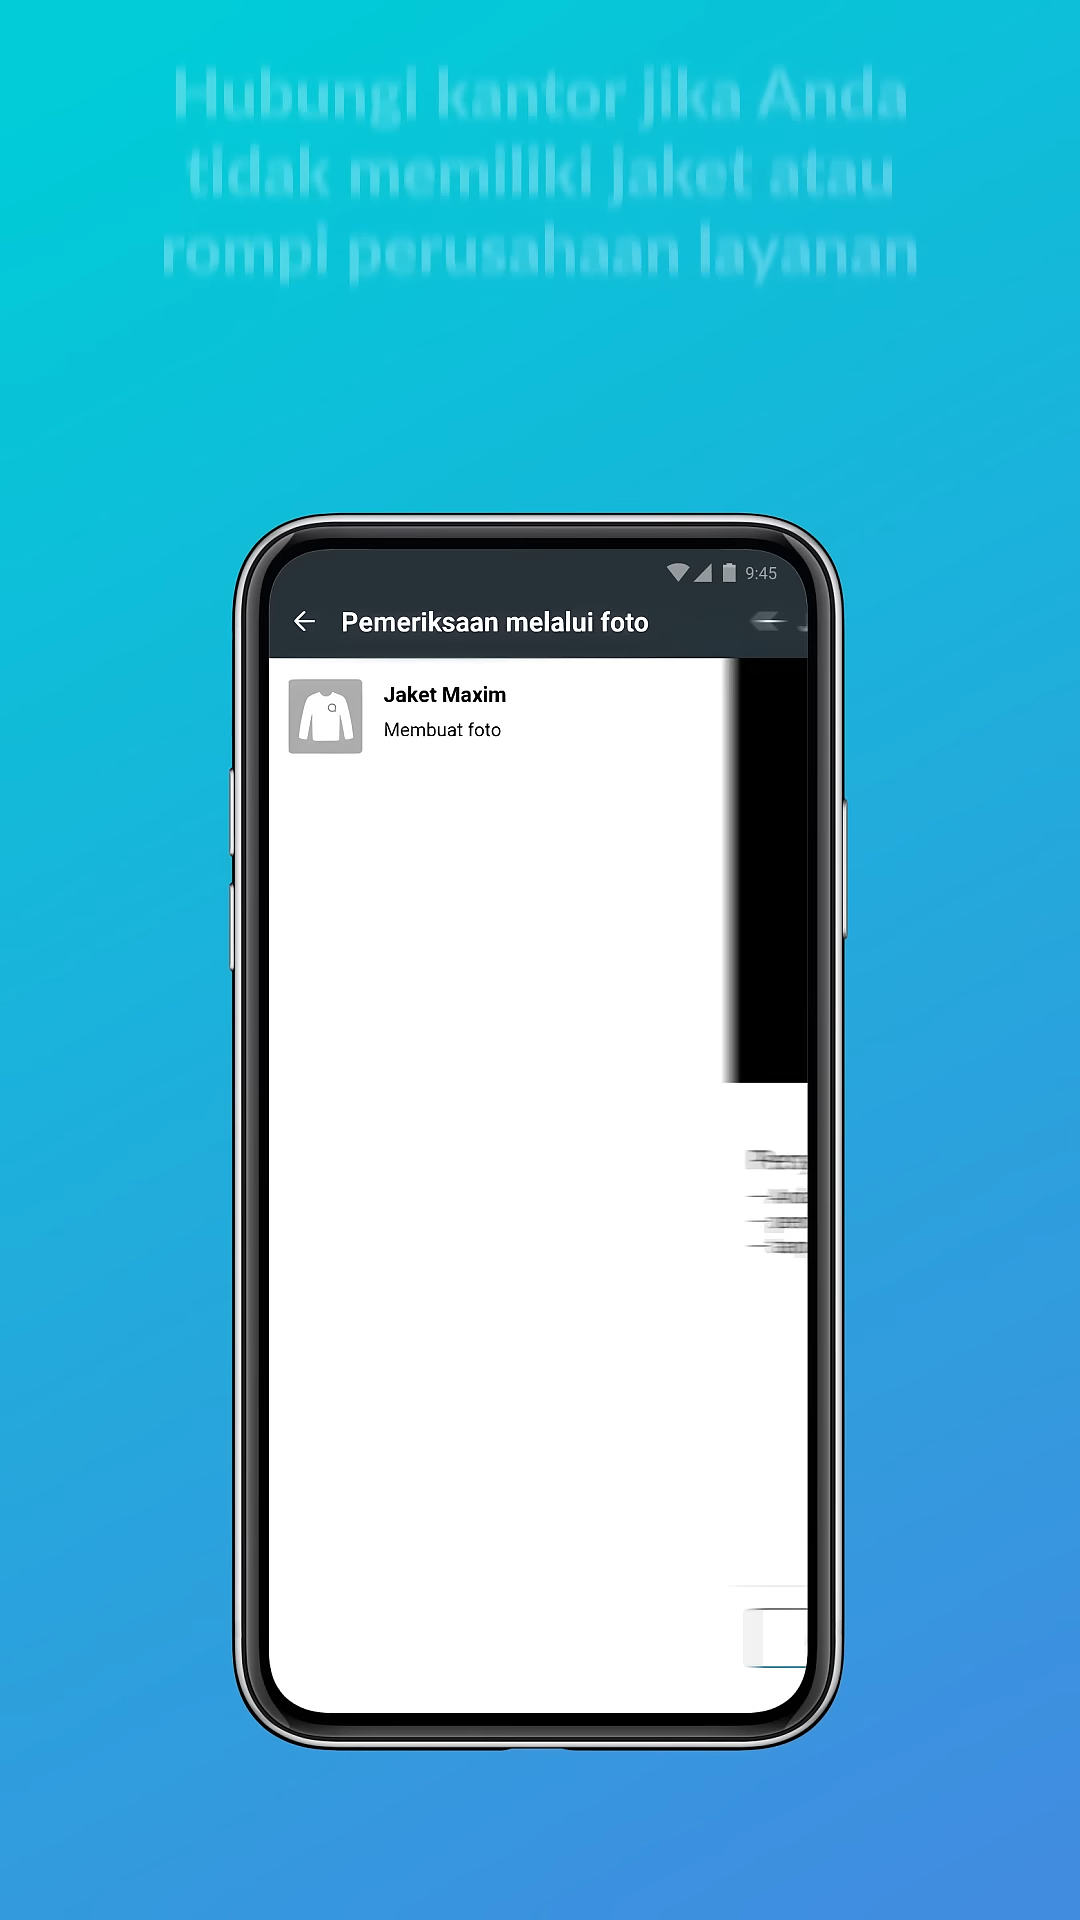 Hubungi kantor jika Anda
tidak memiliki jaket atau
rompi perusahaan layanan
9:45
Pemeriksaan melalui foto
Jaket Maxim
Membuat foto